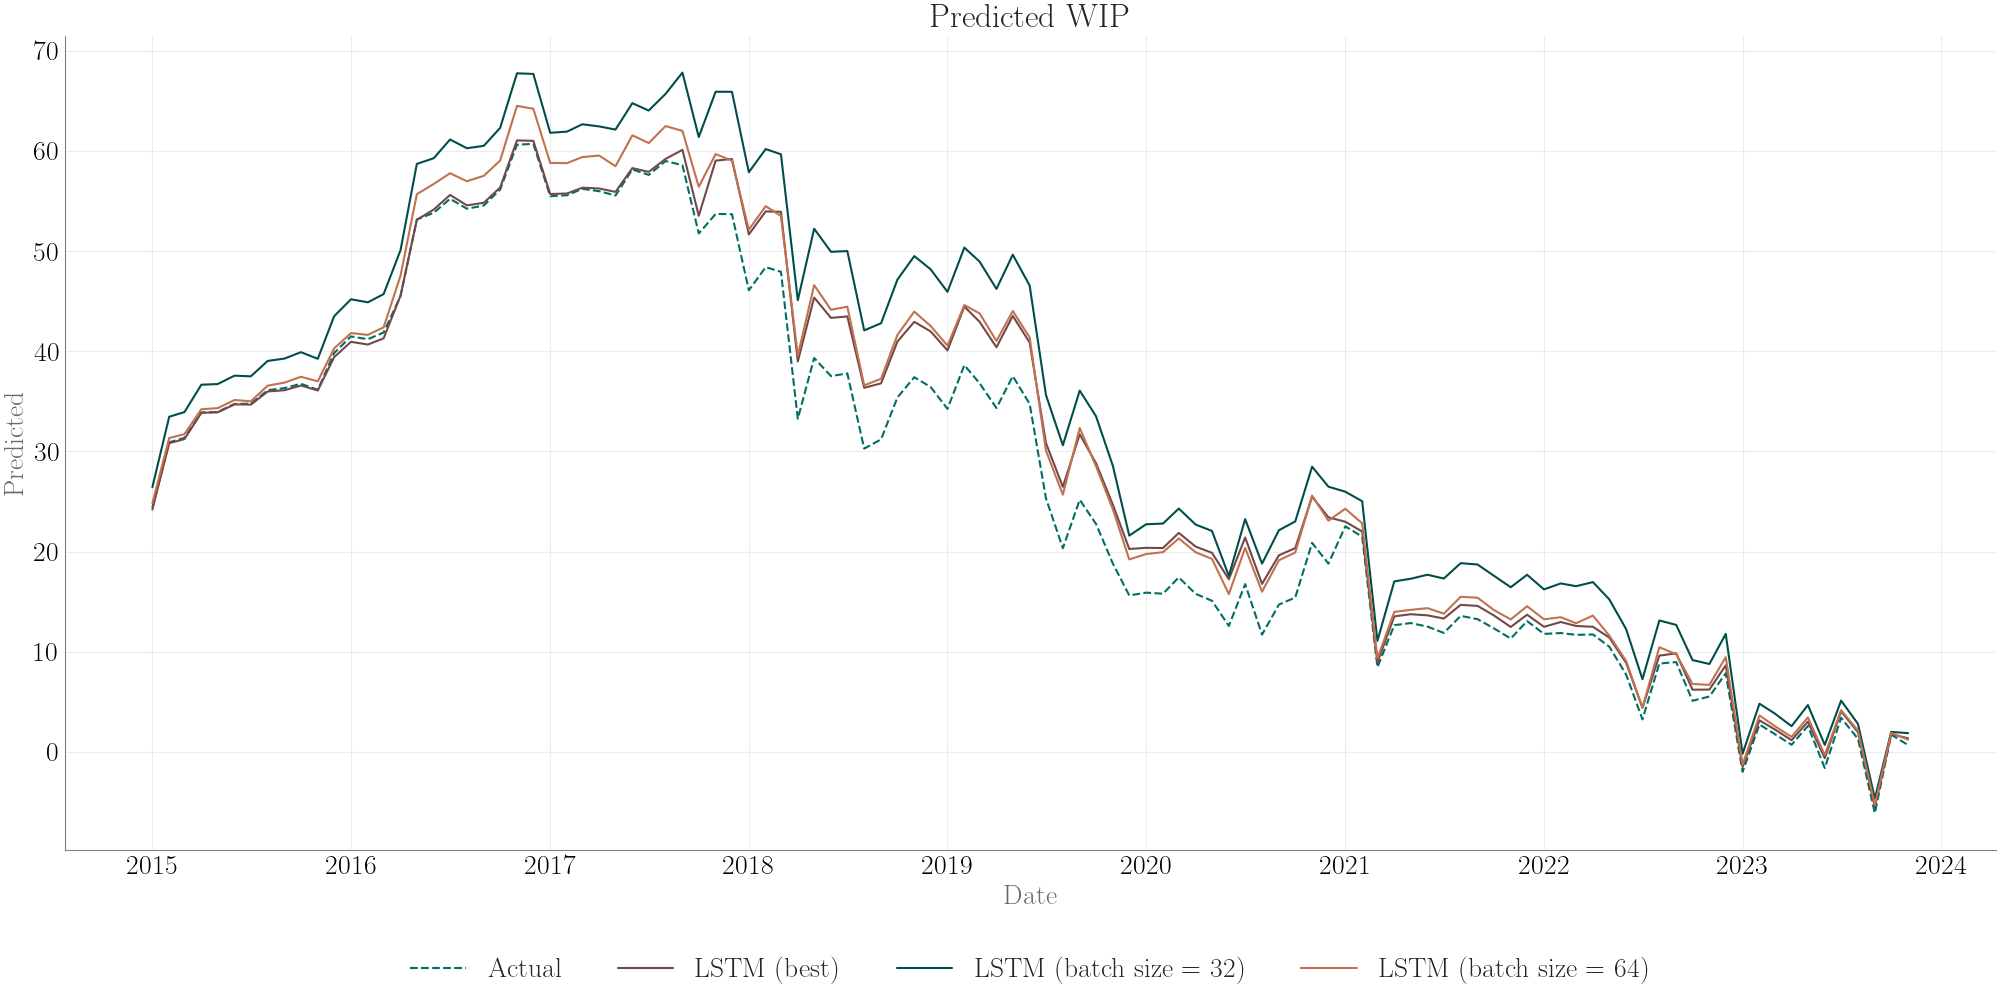 Predicted WIP
70
60
50
40
30
20
10
0
Predicted
2015 2016 2017 2018 2019 2020 2021 2022 2023 2024
Date
Actual LSTM (best) LSTM (batch size = 32) LSTM (batch size = 64)